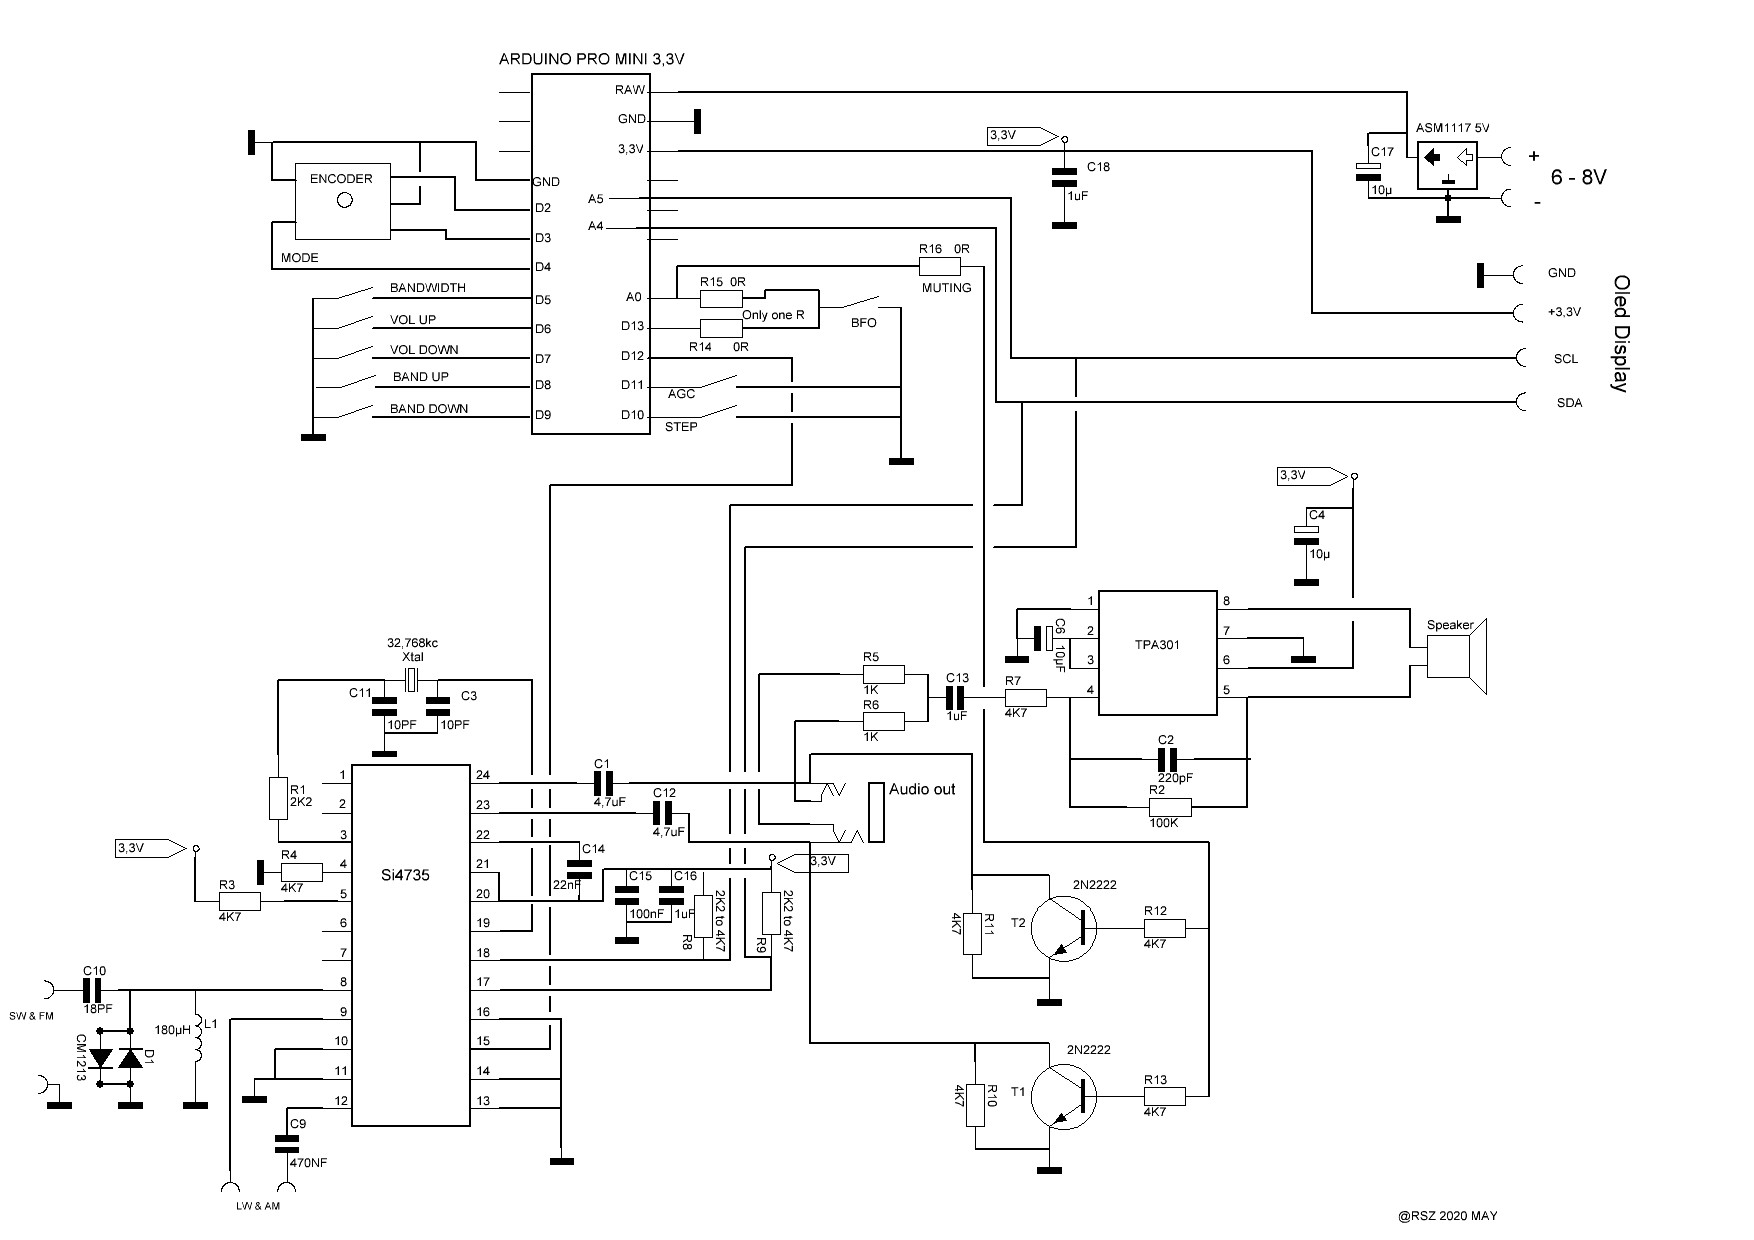 ARDUINO PRO MINI 3,3V
RAW
GND
3,3V
A5
A4
A0
D13
D12
D11
D10
GND
D2
D3
D4
D5
D6
D7
D8
D9
ENCODER
MODE
BANDWIDTH
VOL UP
VOL DOWN
BAND UP
BAND DOWN
R15 0R
Only one R
R14 0R
BFO
AGC
STEP
R16 0R
MUTING
3,3V
C18
1uF
ASM1117 5V
C17
10µ
+
6 - 8V
-
GND
+3,3V
SCL
SDA
Oled Display
3,3V
C4
10µ
TPA301
1
2
3
4
8
7
6
5
C6
10µF
Speaker
R5
1K
R6
1K
C13
1uF
R7
4K7
C2
220pF
R2
100K
32,768kc
Xtal
C11
10PF
C3
10PF
R1
2K2
3,3V
R4
4K7
R3
4K7
Si4735
1
2
3
4
5
6
7
8
9
10
11
12
24
23
22
21
20
19
18
17
16
15
14
13
C1
4,7uF
C12
4,7uF
C14
22nF
C15
100nF
C16
1uF
3,3V
R8
2K2 to 4K7
R9
2K2 to 4K7
Audio out
C10
18PF
SW & FM
CM1213
D1
180µH
L1
C9
470NF
LW & AM
R11
4K7
T2
2N2222
R12
4K7
R10
4K7
T1
2N2222
R13
4K7
@RSZ 2020 MAY